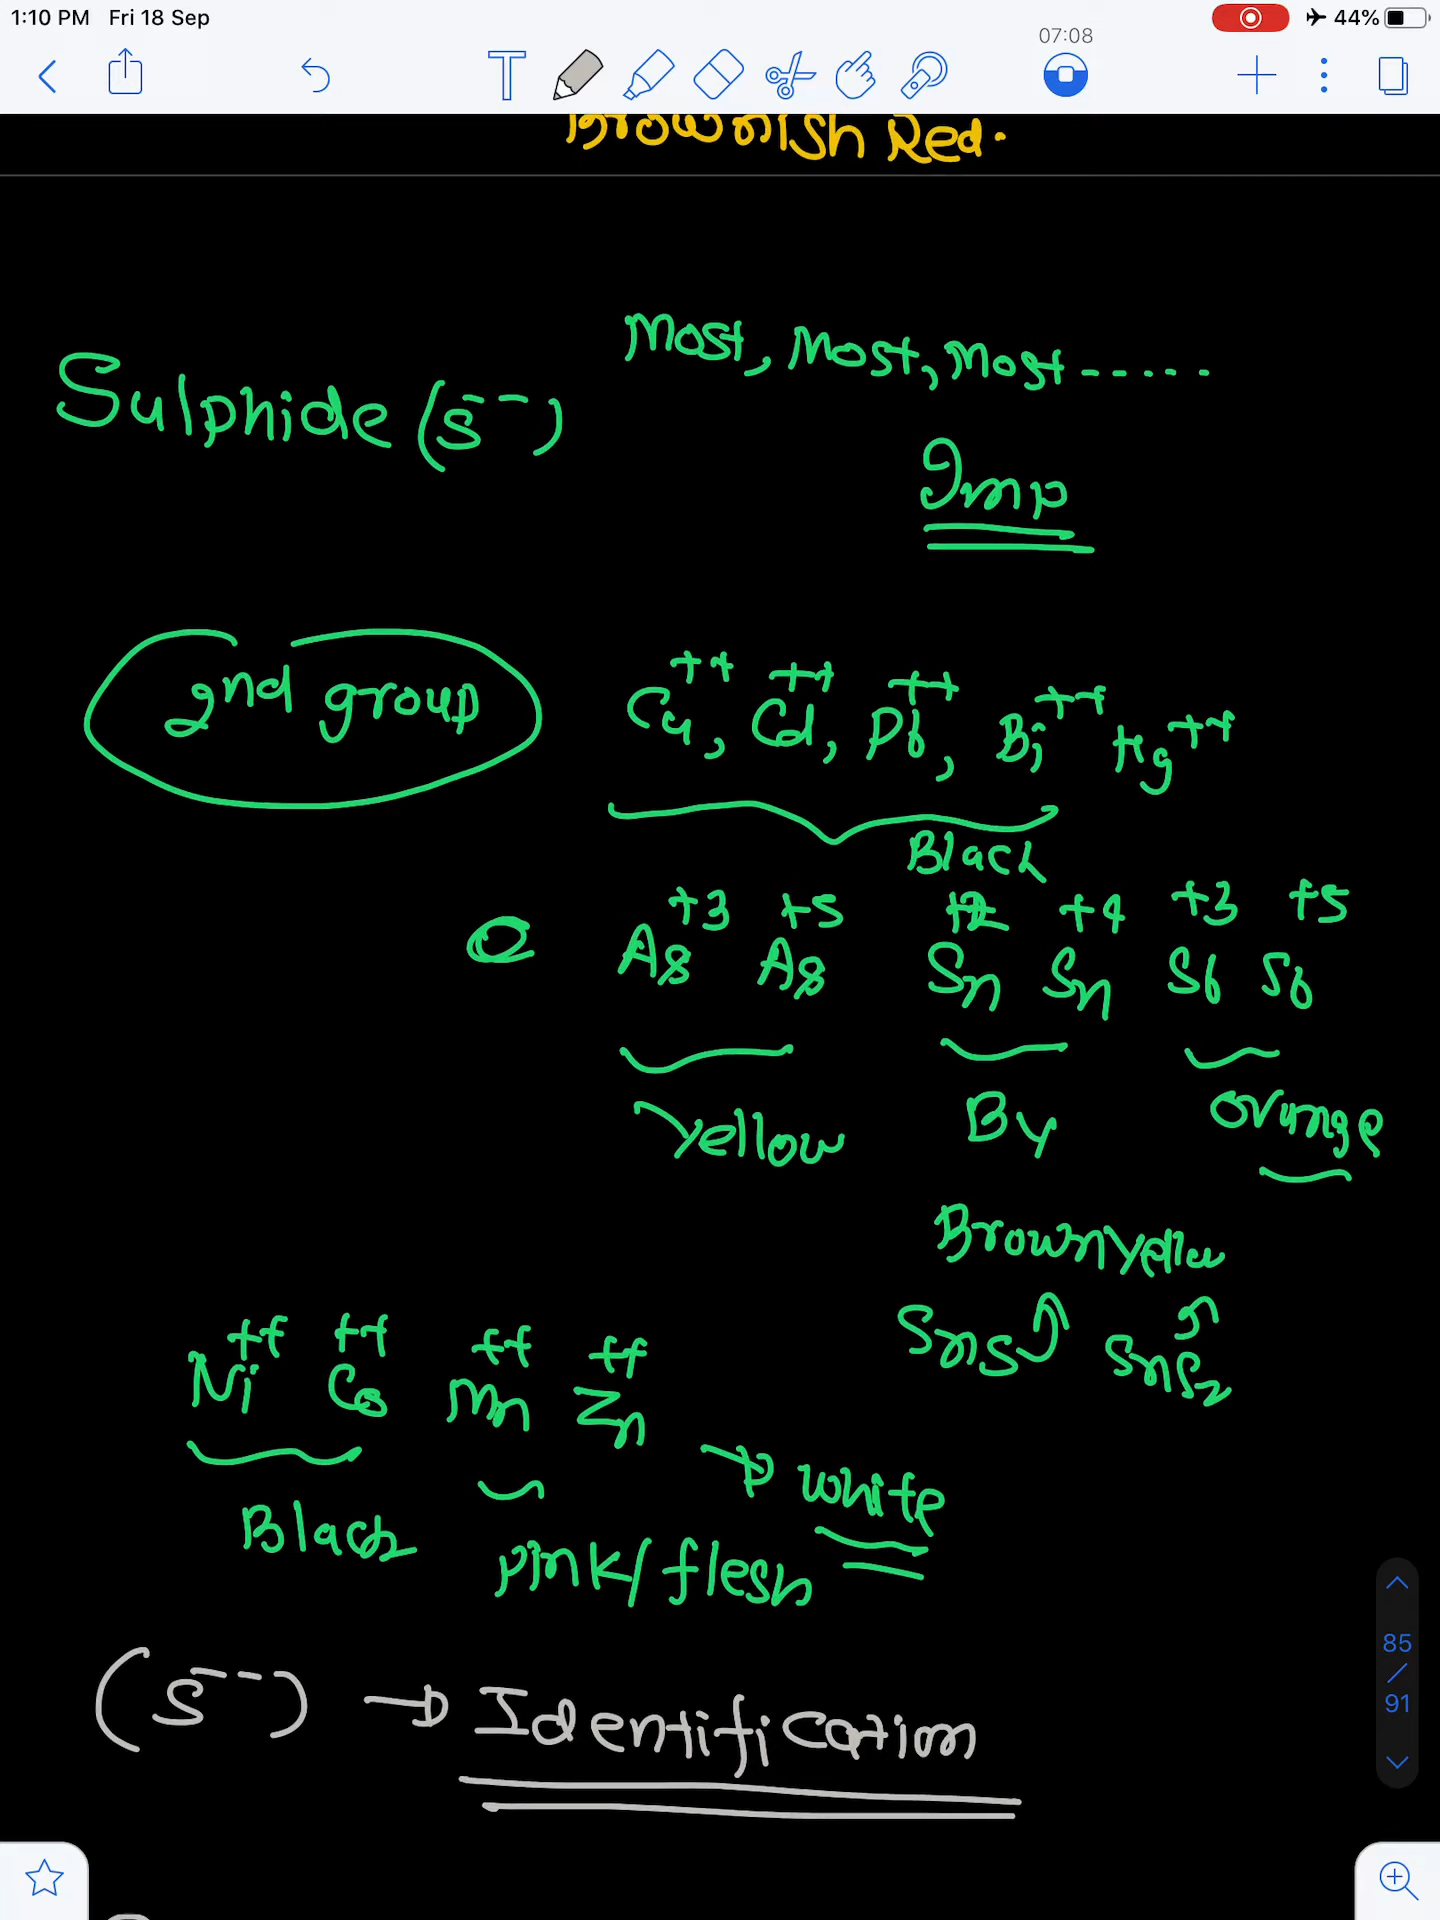 1:10 PM Fri 18 Sep
44%
07:08
T
Brownish Red.
Most, Most, Most -----
Sulphide (S--)
Imp
2nd group
Cu++, Cd++, Pb++, Bi++ Hg++
Black
As+3 As+5 Sn+2 Sn+4 Sb+3 Sb+5
Yellow By Orange
Brown Yellow
SnS SnS2
Ni++ Co++ Mn++ Zn++ → white
Black Pink/flesh
(S--) → Identification
85
/
91